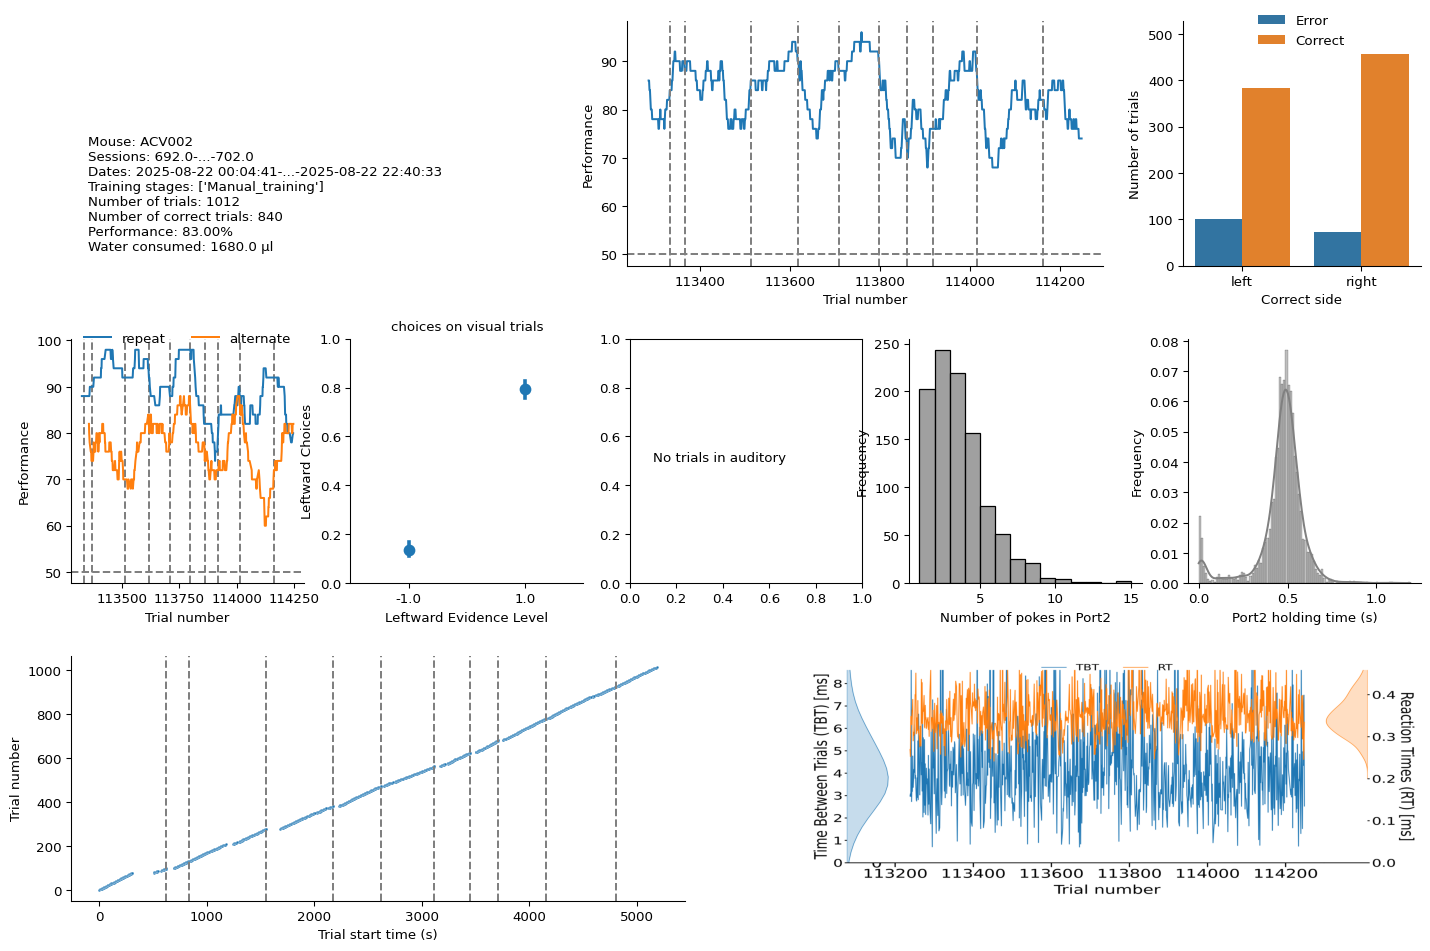 Mouse: ACV002
Sessions: 692.0-...-702.0
Dates: 2025-08-22 00:04:41-...-2025-08-22 22:40:33
Training stages: ['Manual_training']
Number of trials: 1012
Number of correct trials: 840
Performance: 83.00%
Water consumed: 1680.0 µl
Performance
90
80
70
60
50
113400 113600 113800 114000 114200
Trial number
Error
Correct
Number of trials
500
400
300
200
100
0
left right
Correct side
repeat alternate
Performance
100
90
80
70
60
50
113500 113750 114000 114250
Trial number
choices on visual trials
Leftward Choices
1.0
0.8
0.6
0.4
0.2
0.0
-1.0 1.0
Leftward Evidence Level
1.0
0.8
0.6
0.4
0.2
0.0
No trials in auditory
0.0 0.2 0.4 0.6 0.8 1.0
Frequency
250
200
150
100
50
0
5 10 15
Number of pokes in Port2
Frequency
0.08
0.07
0.06
0.05
0.04
0.03
0.02
0.01
0.00
0.0 0.5 1.0
Port2 holding time (s)
Trial number
1000
800
600
400
200
0
0 1000 2000 3000 4000 5000
Trial start time (s)
TBT RT
Time Between Trials (TBT) [ms]
8
7
6
5
4
3
2
1
0
0
113200 113400 113600 113800 114000 114200
Trial number
0.4
0.3
0.2
0.1
0.0
Reaction Times (RT) [ms]